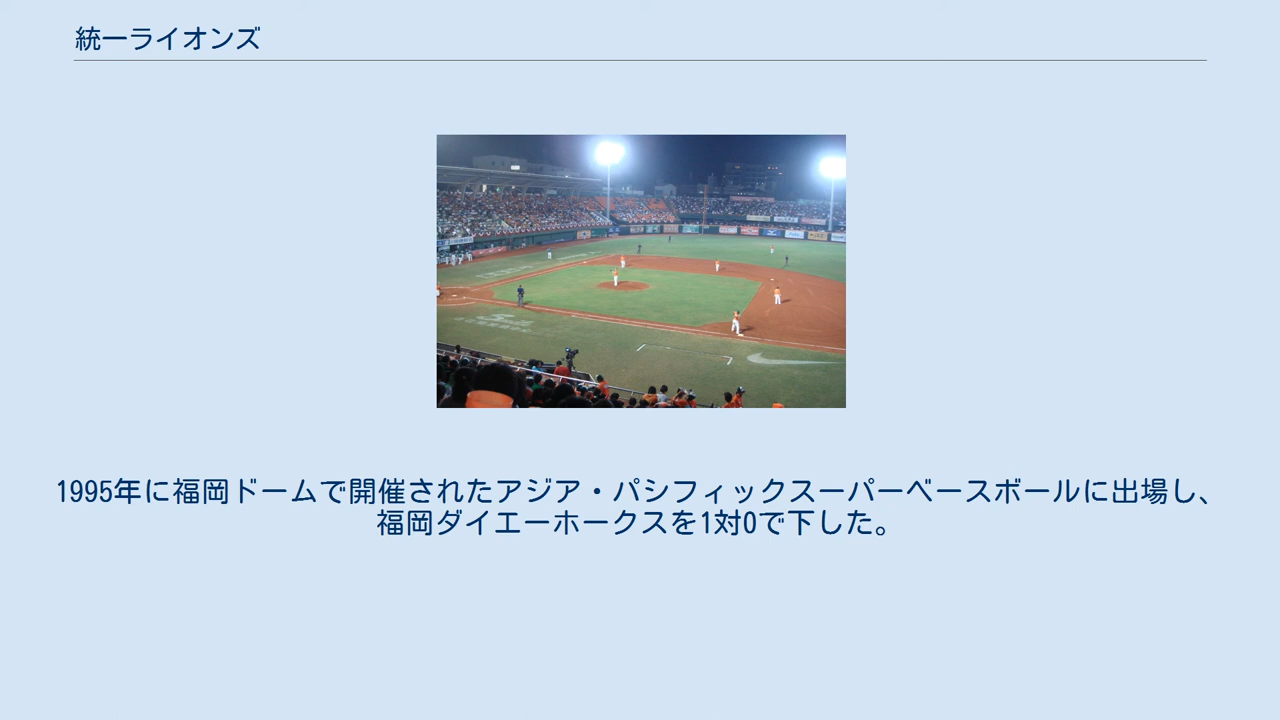 統一ライオンズ
1995年に福岡ドームで開催されたアジア・パシフィックスーパーベースボールに出場し、
福岡ダイエーホークスを1対0で下した。